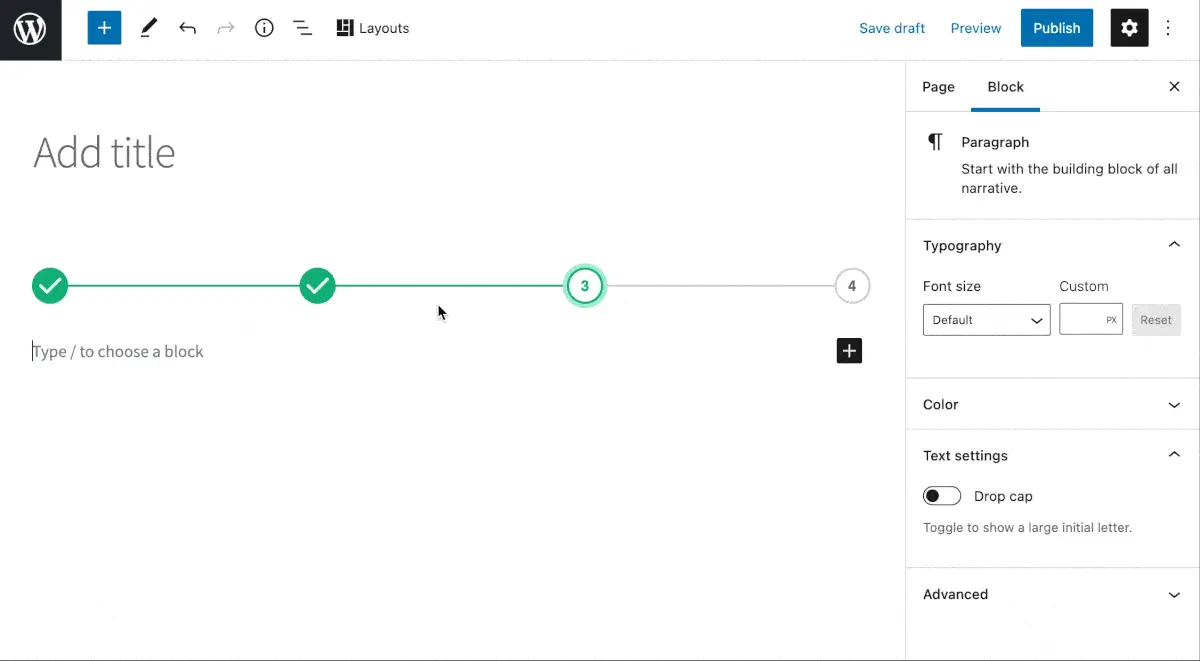 Layouts
Save draft
Preview
Publish
Page
Block
Add title
Paragraph
Start with the building block of all
narrative.
Typography
Font size
Custom
Default
PX
Reset
3
4
Type / to choose a block
Color
Text settings
Drop cap
Toggle to show a large initial letter.
Advanced